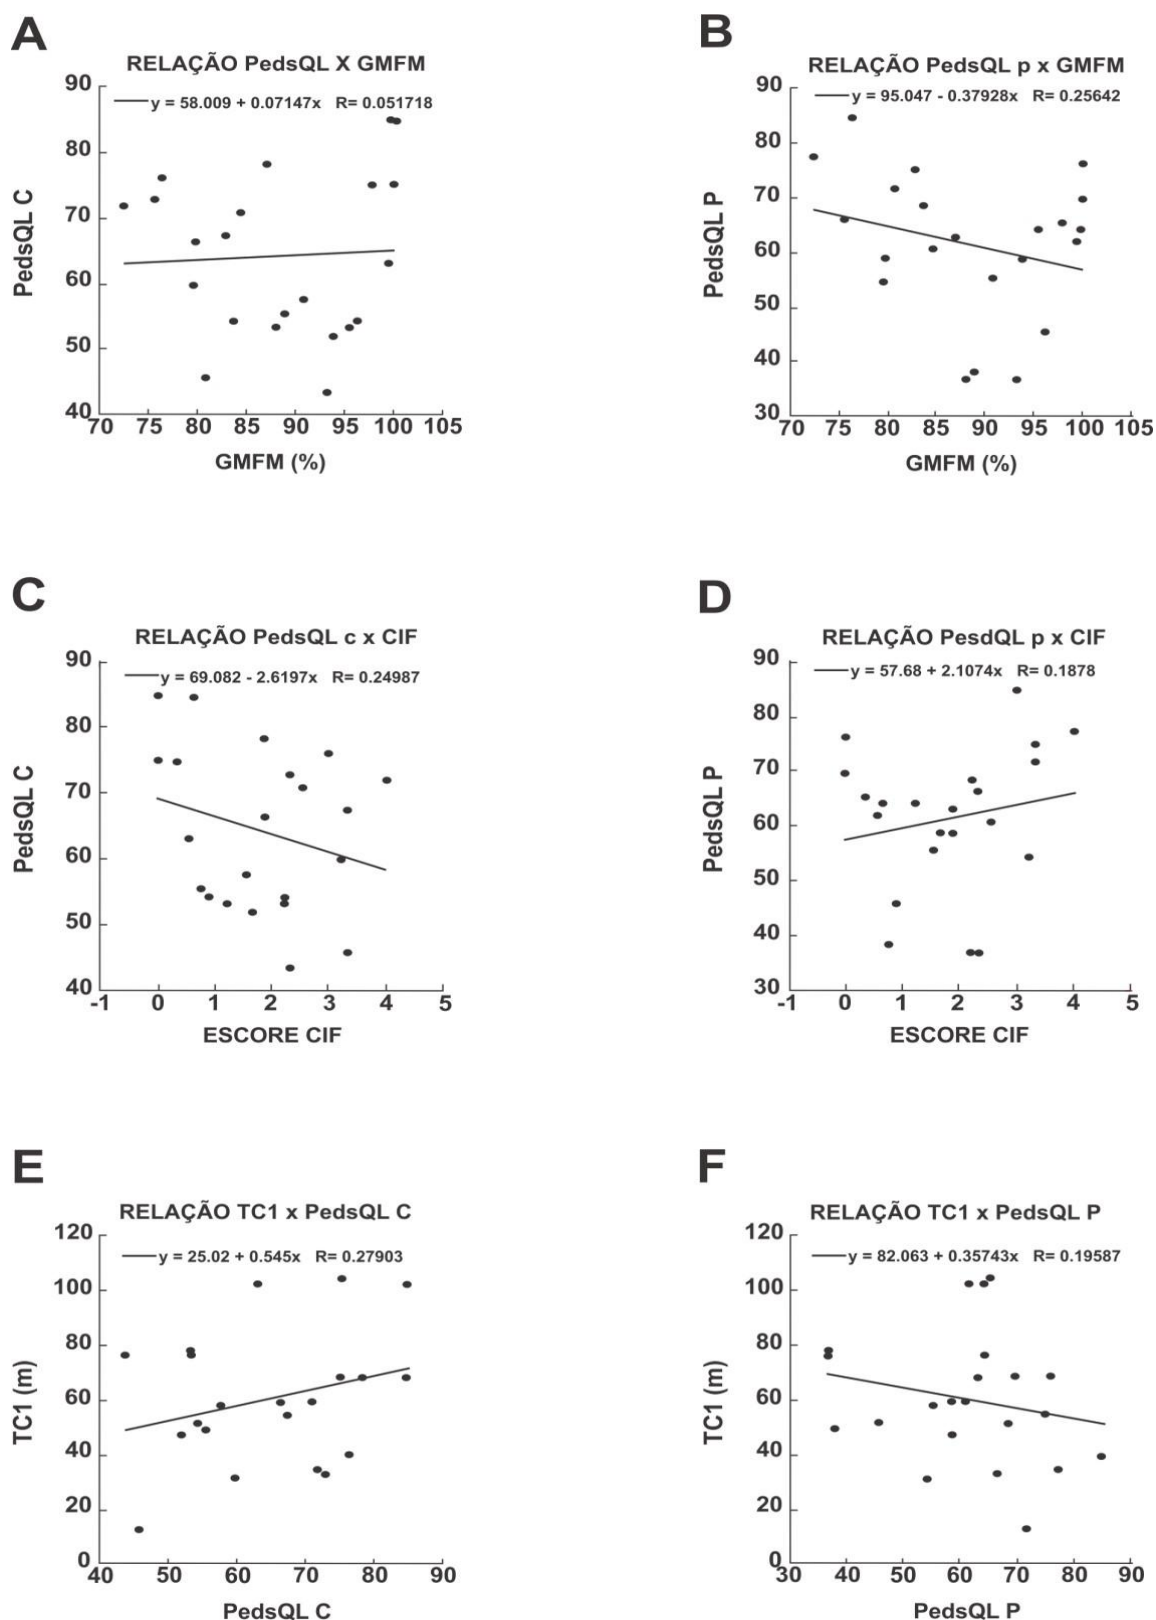 A
RELAÇÃO PedsQL X GMFM
y = 58.009 + 0.07147x R= 0.051718
90
80
70
60
50
40
PedsQL C
70 75 80 85 90 95 100 105
GMFM (%)
B
RELAÇÃO PedsQL p x GMFM
y = 95.047 - 0.37928x R= 0.25642
90
80
70
60
50
40
30
PedsQL P
70 75 80 85 90 95 100 105
GMFM (%)
C
RELAÇÃO PedsQL c x CIF
y = 69.082 - 2.6197x R= 0.24987
90
80
70
60
50
40
PedsQL C
-1 0 1 2 3 4 5
ESCORE CIF
D
RELAÇÃO PesdQL p x CIF
y = 57.68 + 2.1074x R= 0.1878
90
80
70
60
50
40
30
PedsQL P
-1 0 1 2 3 4 5
ESCORE CIF
E
RELAÇÃO TC1 x PedsQL C
y = 25.02 + 0.545x R= 0.27903
120
100
80
60
40
20
0
TC1 (m)
40 50 60 70 80 90
PedsQL C
F
RELAÇÃO TC1 x PedsQL P
y = 82.063 + 0.35743x R= 0.19587
120
100
80
60
40
20
0
TC1 (m)
30 40 50 60 70 80 90
PedsQL P